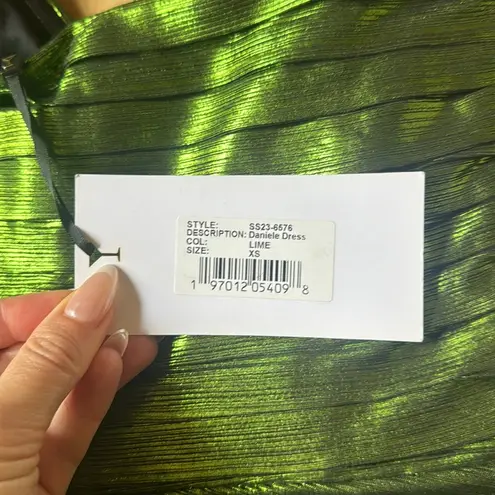 STYLE: SS23-6576
DESCRIPTION: Daniele Dress
COL: LIME
SIZE: XS
1 97012 05409 8